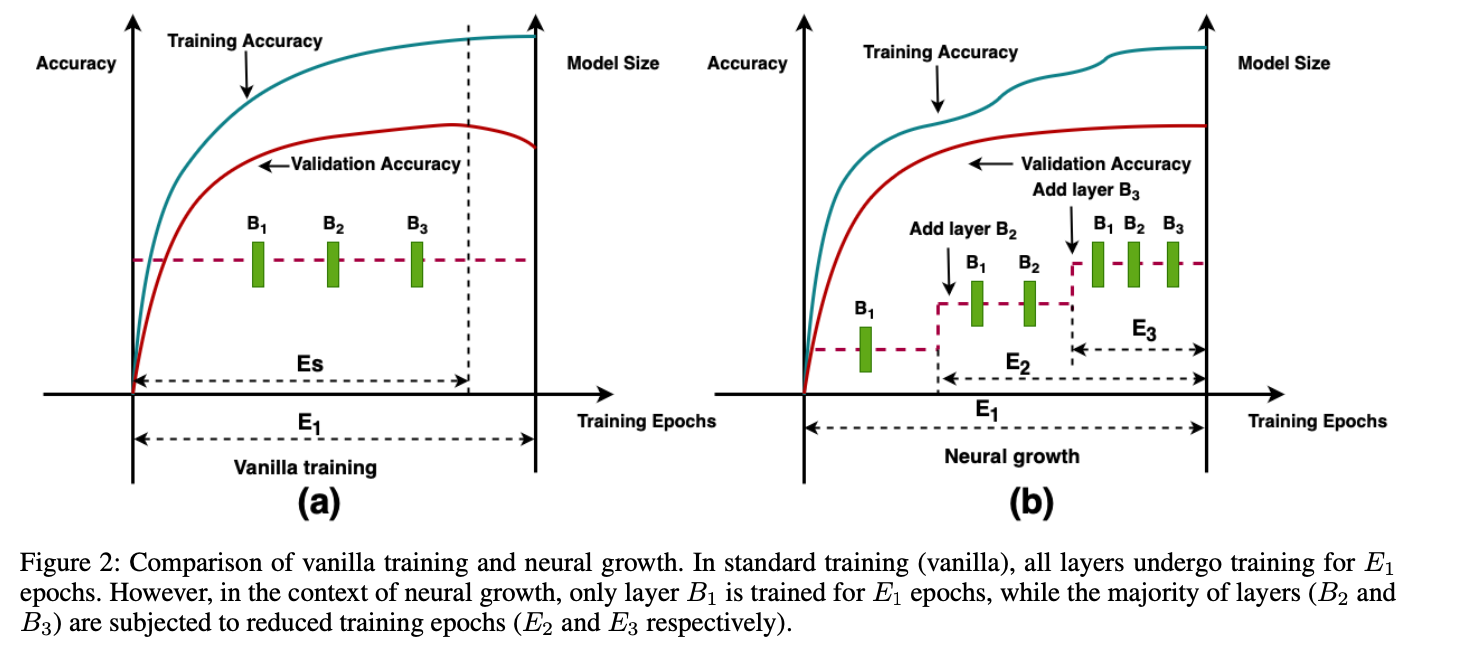 Accuracy
Training Accuracy
Model Size
Validation Accuracy
B₁ B₂ B₃
Es
E₁
Training Epochs
Vanilla training
(a)
Accuracy
Training Accuracy
Model Size
Validation Accuracy
Add layer B₃
B₁ B₂ B₃
Add layer B₂
B₁ B₂
B₁
E₃
E₂
E₁
Training Epochs
Neural growth
(b)
Figure 2: Comparison of vanilla training and neural growth. In standard training (vanilla), all layers undergo training for E₁
epochs. However, in the context of neural growth, only layer B₁ is trained for E₁ epochs, while the majority of layers (B₂ and
B₃) are subjected to reduced training epochs (E₂ and E₃ respectively).